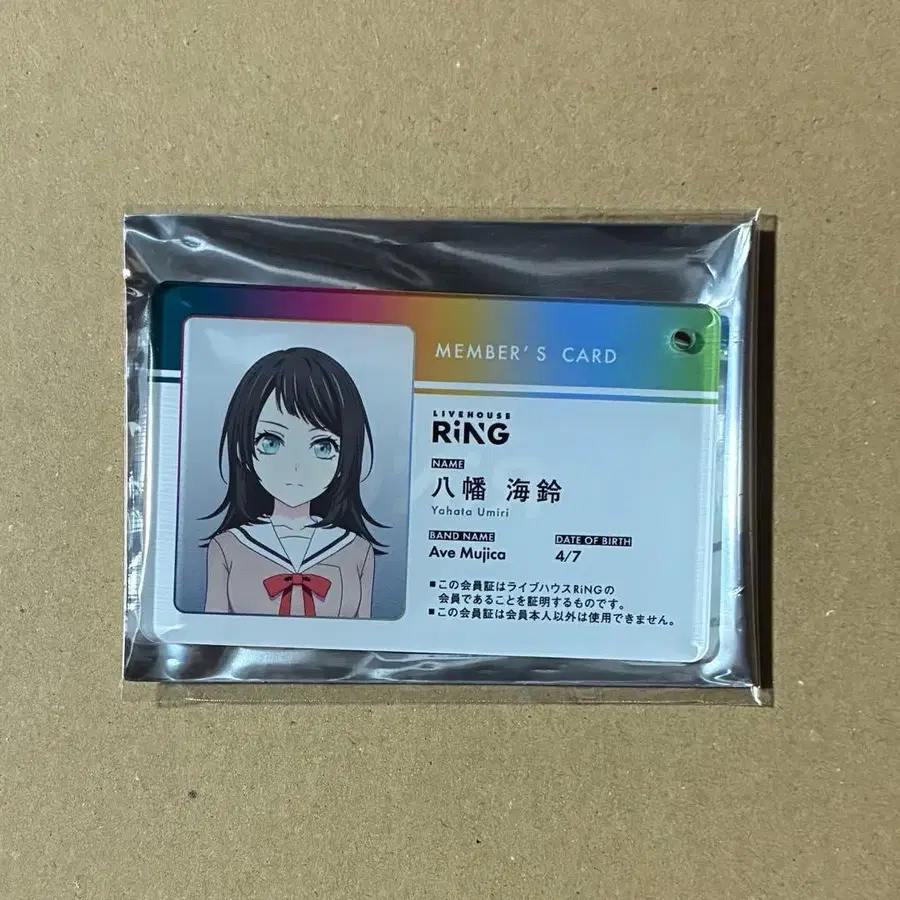 MEMBER'S CARD
LIVEHOUSE
RiNG
NAME
八幡 海鈴
Yahata Umiri
BAND NAME
Ave Mujica
DATE OF BIRTH
4/7
■この会員証はライブハウスRiNGの
会員であることを証明するものです。
■この会員証は会員本人以外は使用できません。